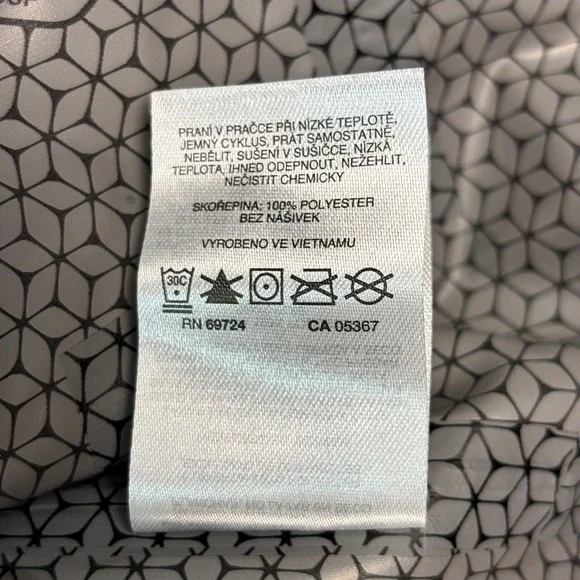 PRANÍ V PRAČCE PŘI NÍZKÉ TEPLOTĚ,
JEMNÝ CYKLUS, PRÁT SAMOSTATNĚ,
NEBĚLIT, SUŠENÍ V SUŠIČCE, NÍZKÁ
TEPLOTA, IHNED ODEPNOUT, NEŽEHLIT,
NEČISTIT CHEMICKY
SKOŘEPINA: 100% POLYESTER
BEZ NÁŠIVEK
VYROBENO VE VIETNAMU
30C
RN 69724 CA 05367